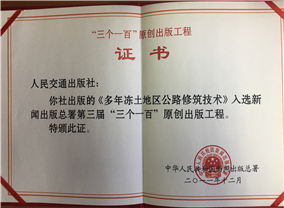 “三个一百”原创出版工程
证书
人民交通出版社：
你社出版的《多年冻土地区公路修筑技术》入选新
闻出版总署第三届“三个一百”原创出版工程。
特颁此证。
中华人民共和国新闻出版总署
二〇一一年十二月